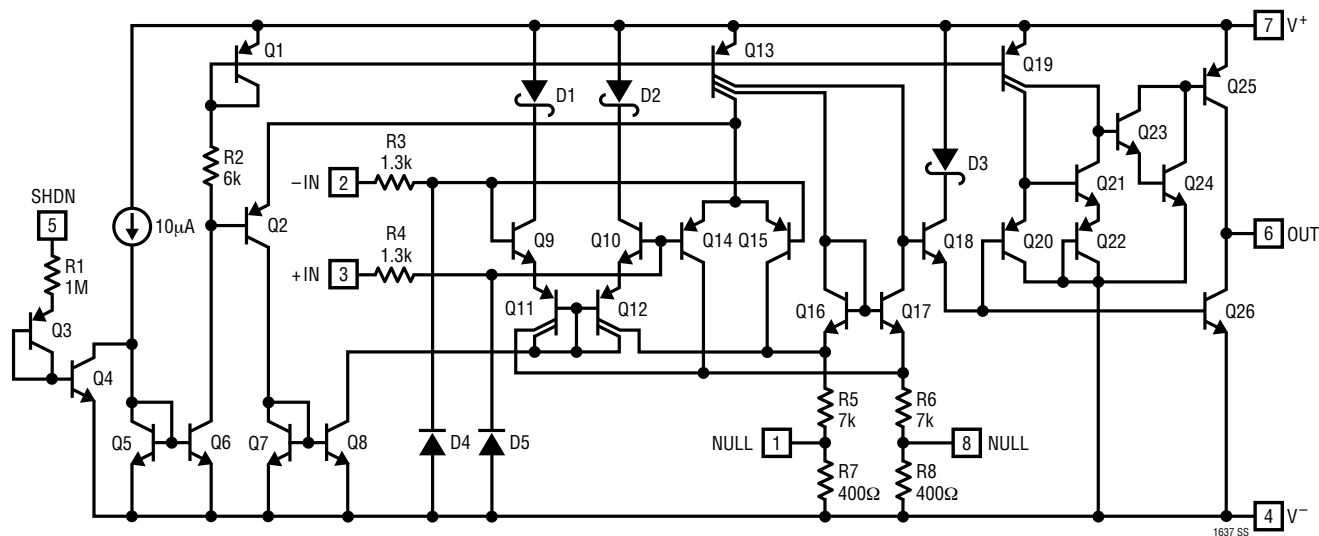 7 V+
Q1
Q13
Q19
Q25
D1
D2
Q23
R3
1.3k
R2
6k
D3
–IN 2
SHDN
5
Q21
Q24
10µA
Q2
Q9
Q10
Q14
Q15
Q18
Q20
Q22
6 OUT
R4
1.3k
+IN 3
R1
1M
Q11
Q12
Q16
Q17
Q26
Q3
Q4
R5
7k
R6
7k
Q5
Q6
Q7
Q8
D4
D5
NULL 1
8 NULL
R7
400Ω
R8
400Ω
4 V–
1637 SS